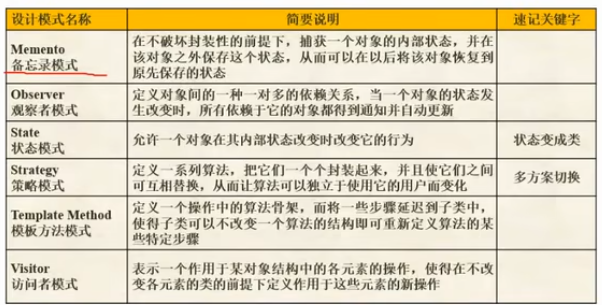 设计模式名称 简要说明 速记关键字
Memento
备忘录模式
在不破坏封装性的前提下，捕获一个对象的内部状态，并在
该对象之外保存这个状态，从而可以在以后将该对象恢复到
原先保存的状态
Observer
观察者模式
定义对象间的一种一对多的依赖关系，当一个对象的状态发
生改变时，所有依赖于它的对象都得到通知并自动更新
State
状态模式
允许一个对象在其内部状态改变时改变它的行为
状态变成类
Strategy
策略模式
定义一系列算法，把它们一个个封装起来，并且使它们之间
可互相替换，从而让算法可以独立于使用它的用户而变化
多方案切换
Template Method
模板方法模式
定义一个操作中的算法骨架，而将一些步骤延迟到子类中，
使得子类可以不改变一个算法的结构即可重新定义算法的某
些特定步骤
Visitor
访问者模式
表示一个作用于某对象结构中的各元素的操作，使得在不改
变各元素的类的前提下定义作用于这些元素的新操作